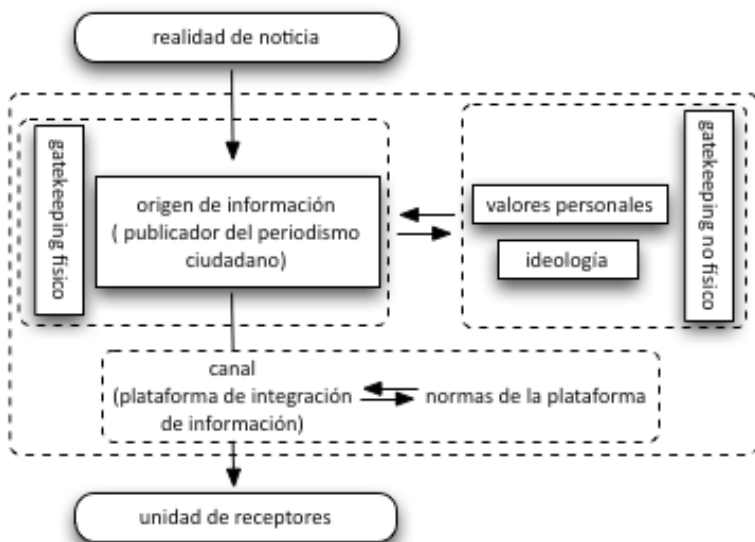 realidad de noticia
gatekeeping físico
origen de información
( publicador del periodismo
ciudadano)
valores personales
ideología
gatekeeping no físico
canal
(plataforma de integración
de información)
normas de la plataforma
unidad de receptores